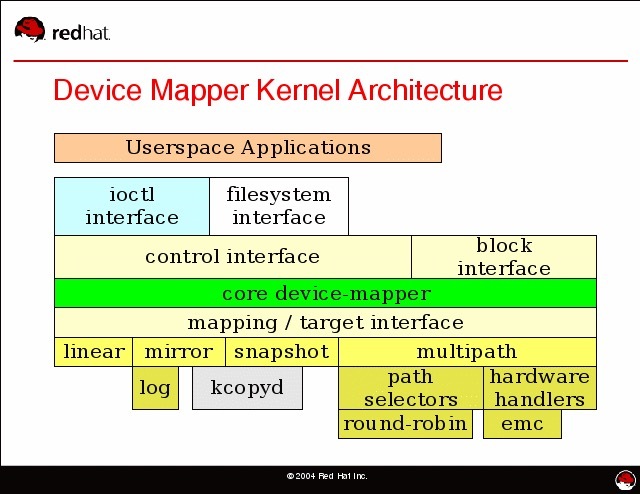 redhat.
Device Mapper Kernel Architecture
Userspace Applications
ioctl
interface
filesystem
interface
control interface
block
interface
core device-mapper
mapping / target interface
linear
mirror
snapshot
multipath
log
kcopyd
path
selectors
hardware
handlers
round-robin
emc
© 2004 Red Hat Inc.